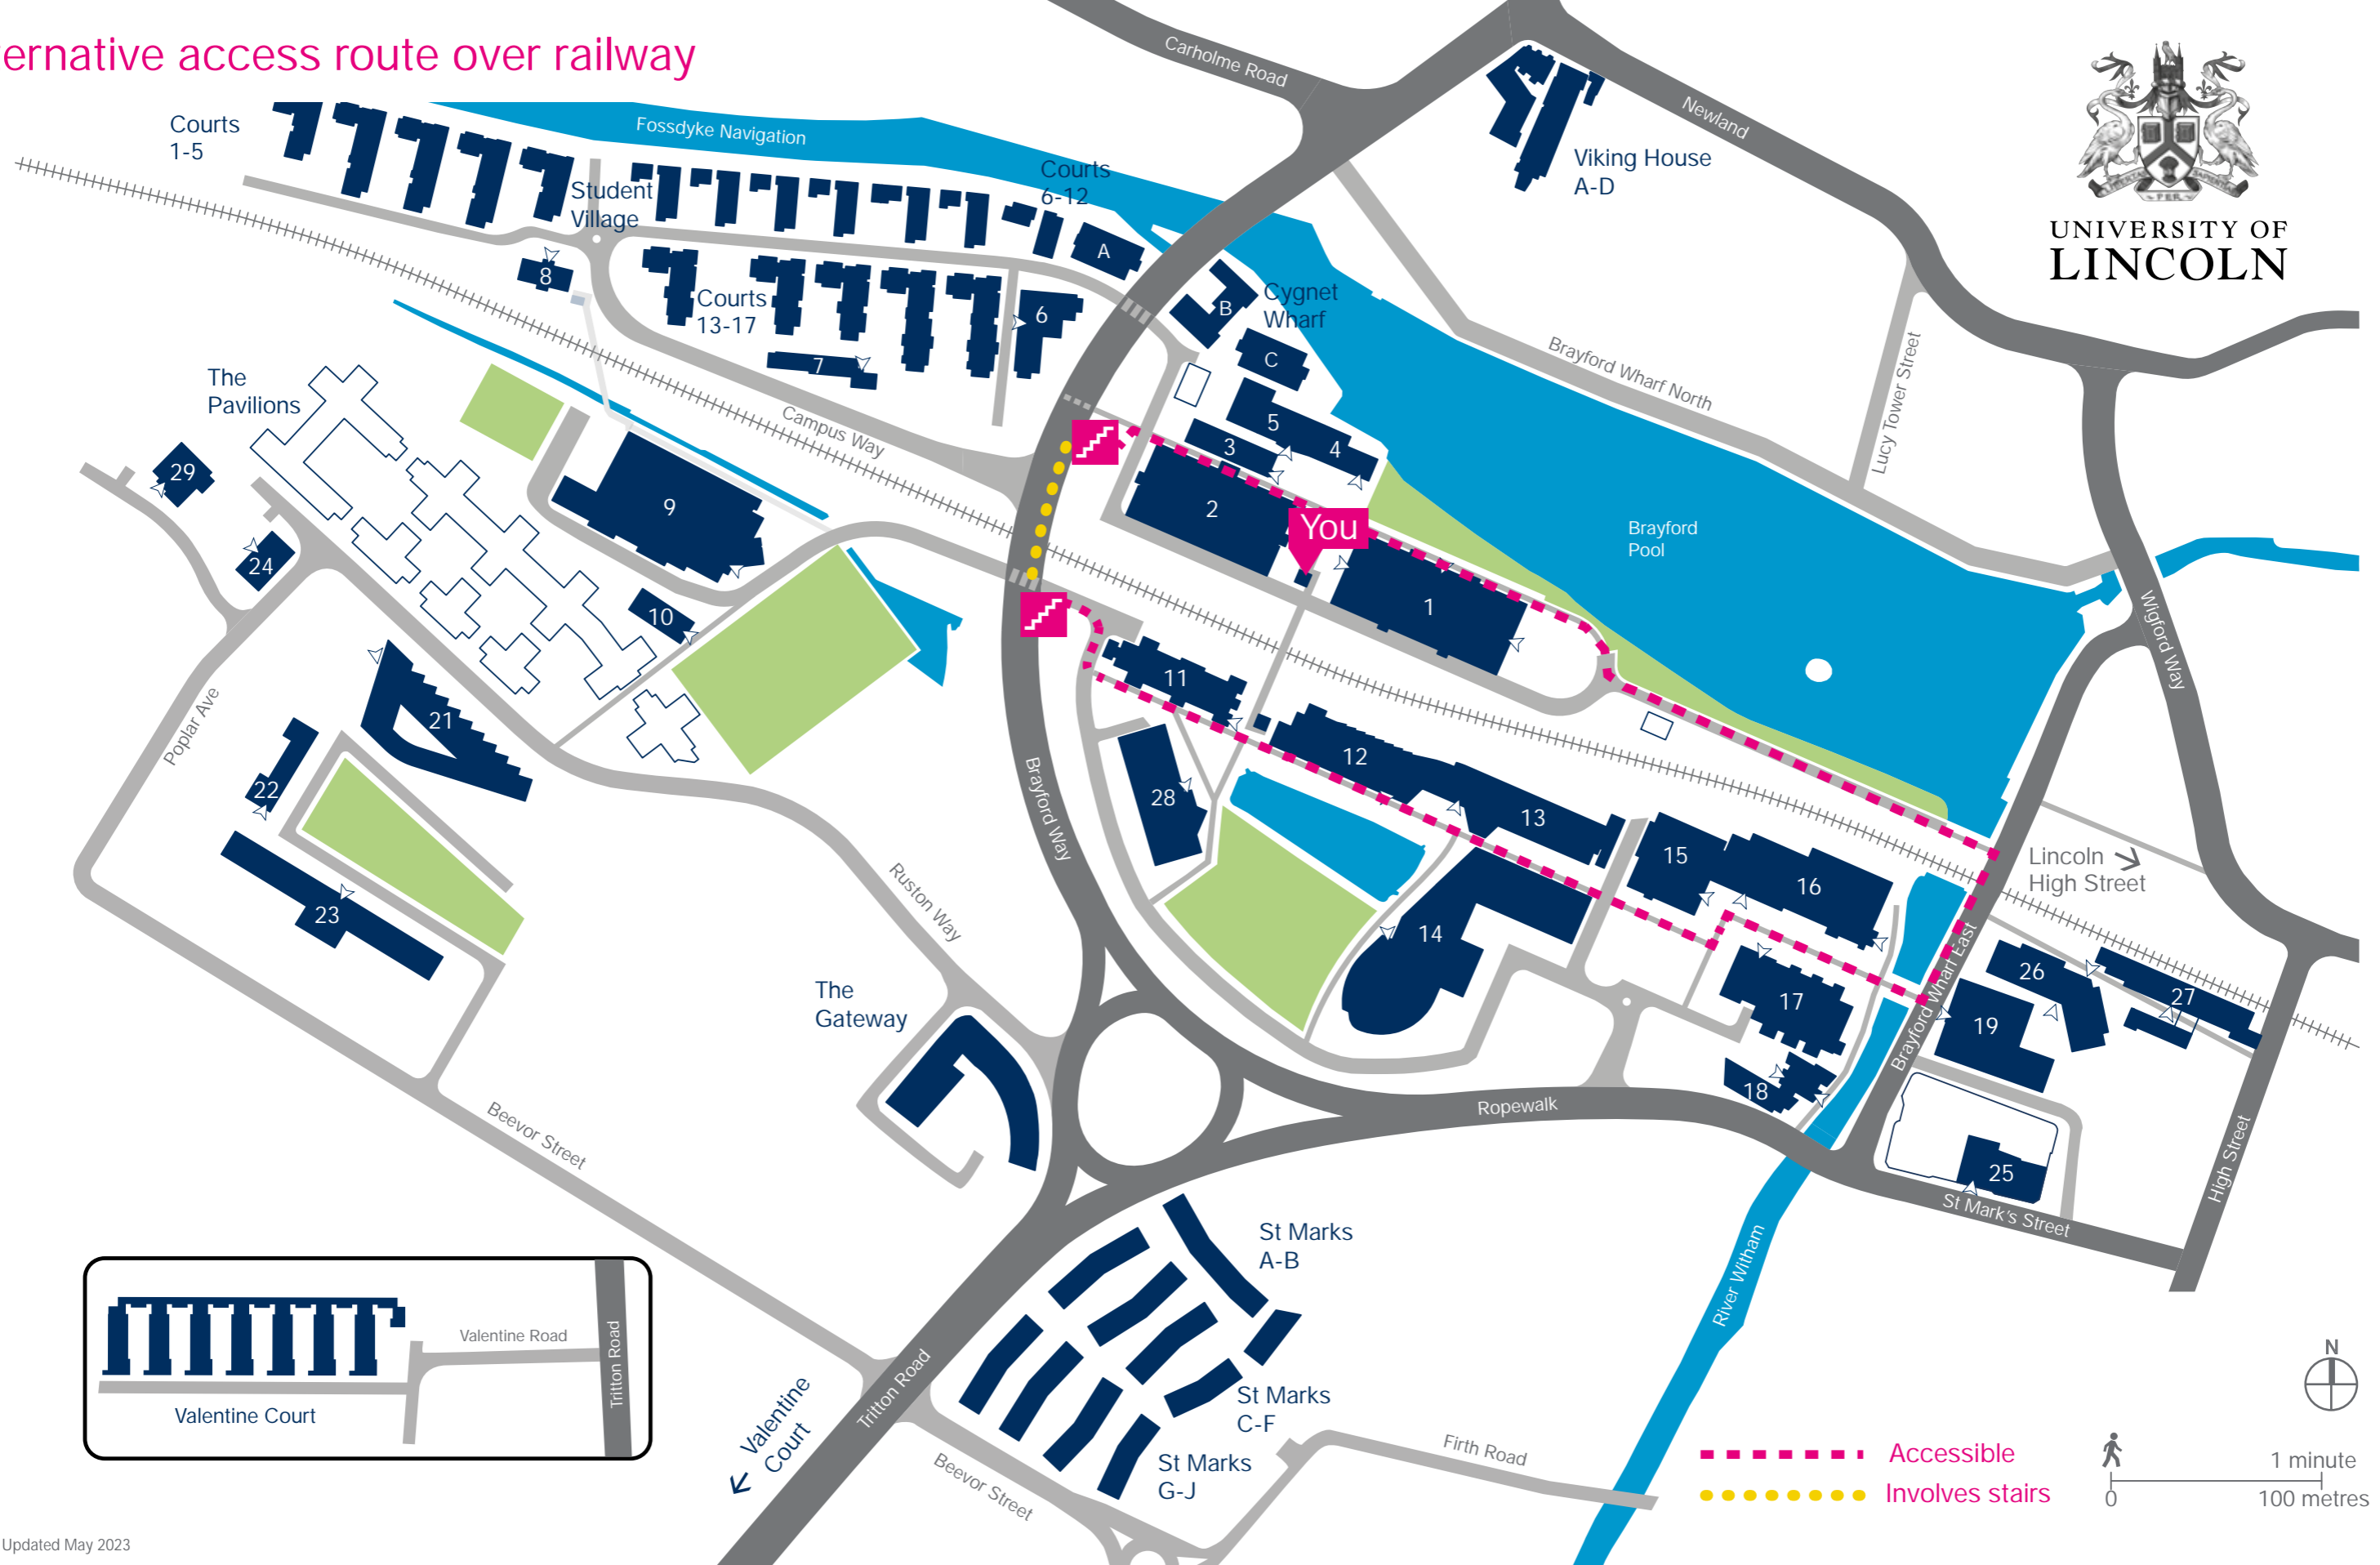 ernative access route over railway
UNIVERSITY OF
LINCOLN
Carholme Road
Newland
Viking House
A-D
Courts
1-5
Fossdyke Navigation
Student
Village
Courts
6-12
A
B
Cygnet
Wharf
C
8
Courts
13-17
6
7
5
4
3
2
You
1
Brayford Wharf North
Lucy Tower Street
Brayford
Pool
Wigford Way
The
Pavilions
Campus Way
29
24
9
10
11
12
13
28
14
15
16
17
18
19
26
27
25
21
22
23
Poplar Ave
Brayford Way
Ruston Way
Lincoln
High Street
Brayford Wharf East
The
Gateway
Ropewalk
High Street
St Mark's Street
Beevor Street
River Witham
St Marks
A-B
St Marks
C-F
St Marks
G-J
Tritton Road
Valentine
Court
Beevor Street
Firth Road
Valentine Road
Tritton Road
Valentine Court
N
Accessible
Involves stairs
1 minute
0
100 metres
Updated May 2023